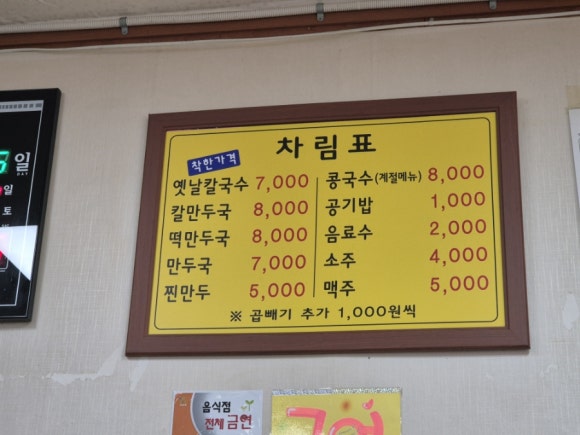 차림표
착한가격
옛날칼국수 7,000
칼만두국 8,000
떡만두국 8,000
만두국 7,000
찐만두 5,000
콩국수(계절메뉴) 8,000
공기밥 1,000
음료수 2,000
소주 4,000
맥주 5,000
※ 곱빼기 추가 1,000원씩
일
DAY
일
토
음식점
전체금연